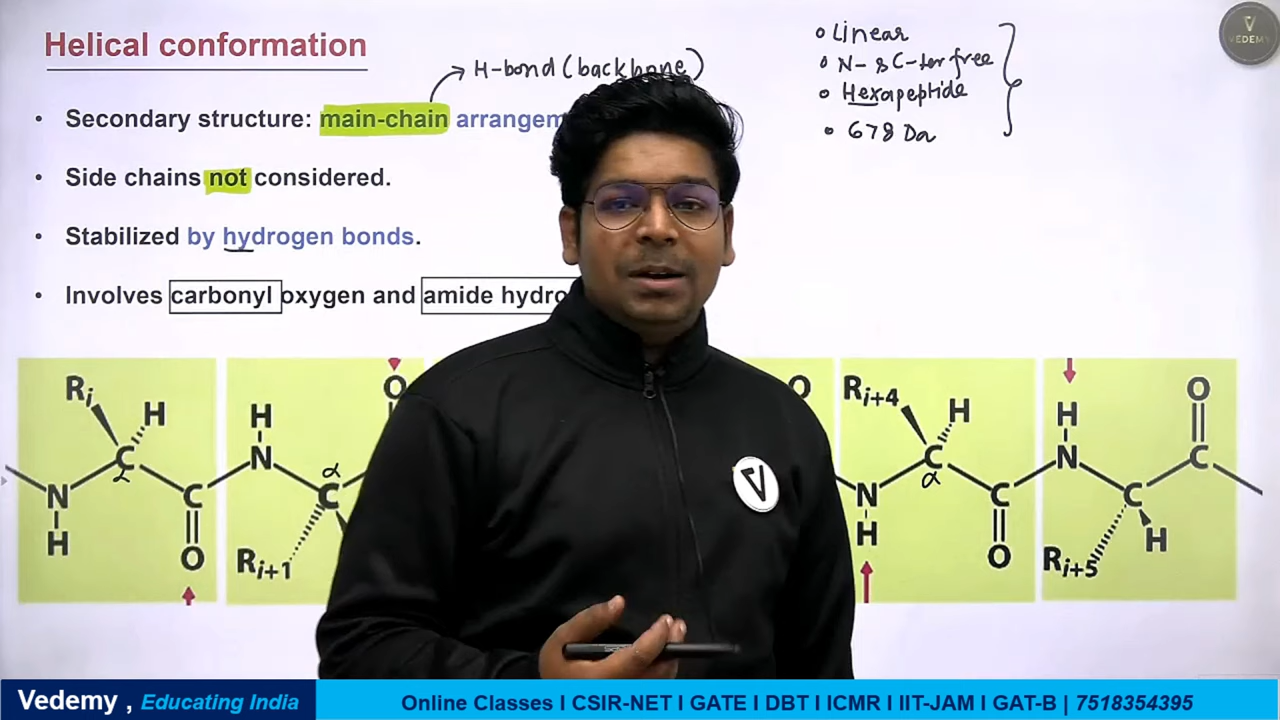 Helical conformation
→ H-bond (backbone)
• Linear
• N- & C-ter free
• Hexapeptide
• 678 Da
VEDEMY
• Secondary structure: main-chain arrangem
• Side chains not considered.
• Stabilized by hydrogen bonds.
• Involves carbonyl oxygen and amide hydro
Ri H N H C α C O
H N α C Ri+1 O
O
Ri+4 H N H C α C O
H N C H Ri+5 C O
Vedemy , Educating India
Online Classes I CSIR-NET I GATE I DBT I ICMR I IIT-JAM I GAT-B | 7518354395